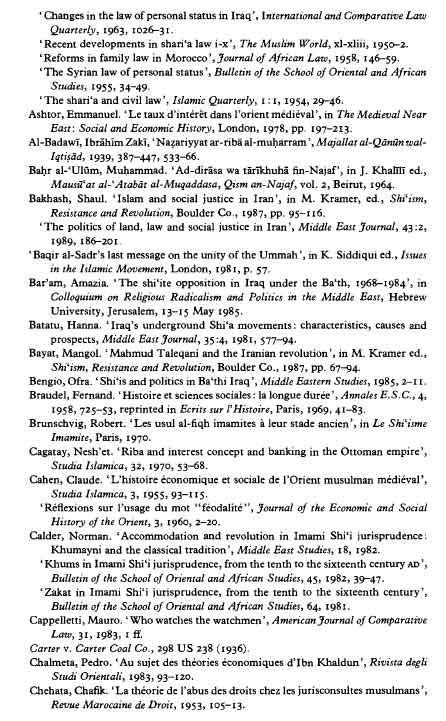 'Changes in the law of personal status in Iraq', International and Comparative Law
Quarterly, 1963, 1026-31.
'Recent developments in shari'a law i-x', The Muslim World, xl-xliii, 1950-2.
'Reforms in family law in Morocco', Journal of African Law, 1958, 146-59.
'The Syrian law of personal status', Bulletin of the School of Oriental and African
Studies, 1955, 34-49.
'The shari'a and civil law', Islamic Quarterly, 1:1, 1954, 29-46.
Ashtor, Emmanuel. 'Le taux d'intérêt dans l'orient médiéval', in The Medieval Near
East: Social and Economic History, London, 1978, pp. 197-213.
Al-Badawī, Ibrāhīm Zakī, 'Naẓariyyat ar-ribā al-muḥarram', Majallat al-Qānūn wal-
Iqtiṣād, 1939, 387-447, 533-66.
Baḥr al-'Ulūm, Muḥammad. 'Ad-dirāsa wa tārīkhuhā fin-Najaf', in J. Khalīlī ed.,
Mausū'at al-'Atabāt al-Muqaddasa, Qism an-Najaf, vol. 2, Beirut, 1964.
Bakhash, Shaul. 'Islam and social justice in Iran', in M. Kramer, ed., Shi'ism,
Resistance and Revolution, Boulder Co., 1987, pp. 95-116.
'The politics of land, law and social justice in Iran', Middle East Journal, 43:2,
1989, 186-201.
'Baqir al-Sadr's last message on the unity of the Ummah', in K. Siddiqui ed., Issues
in the Islamic Movement, London, 1981, p. 57.
Bar'am, Amazia. 'The shi'ite opposition in Iraq under the Ba'th, 1968-1984', in
Colloquium on Religious Radicalism and Politics in the Middle East, Hebrew
University, Jerusalem, 13-15 May 1985.
Batatu, Hanna. 'Iraq's underground Shi'a movements: characteristics, causes and
prospects, Middle East Journal, 35:4, 1981, 577-94.
Bayat, Mangol. 'Mahmud Taleqani and the Iranian revolution', in M. Kramer ed.,
Shi'ism, Resistance and Revolution, Boulder Co., 1987, pp. 67-94.
Bengio, Ofra. 'Shi'is and politics in Ba'thi Iraq', Middle Eastern Studies, 1985, 2-11.
Braudel, Fernand. 'Histoire et sciences sociales: la longue durée', Annales E.S.C., 4,
1958, 725-53, reprinted in Ecrits sur l'Histoire, Paris, 1969, 41-83.
Brunschvig, Robert. 'Les usul al-fiqh imamites à leur stade ancien', in Le Shi'isme
Imamite, Paris, 1970.
Cagatay, Nesh'et. 'Riba and interest concept and banking in the Ottoman empire',
Studia Islamica, 32, 1970, 53-68.
Cahen, Claude. 'L'histoire économique et sociale de l'Orient musulman médiéval',
Studia Islamica, 3, 1955, 93-115.
'Réflexions sur l'usage du mot "féodalité", Journal of the Economic and Social
History of the Orient, 3, 1960, 2-20.
Calder, Norman. 'Accommodation and revolution in Imami Shi'i jurisprudence:
Khumayni and the classical tradition', Middle East Studies, 18, 1982.
'Khums in Imami Shi'i jurisprudence, from the tenth to the sixteenth century AD',
Bulletin of the School of Oriental and African Studies, 45, 1982, 39-47.
'Zakat in Imami Shi'i jurisprudence, from the tenth to the sixteenth century',
Bulletin of the School of Oriental and African Studies, 64, 1981.
Cappelletti, Mauro. 'Who watches the watchmen', American Journal of Comparative
Law, 31, 1983, 1 ff.
Carter v. Carter Coal Co., 298 US 238 (1936).
Chalmeta, Pedro. 'Au sujet des théories économiques d'Ibn Khaldun', Rivista degli
Studi Orientali, 1983, 93-120.
Chehata, Chafik. 'La théorie de l'abus des droits chez les jurisconsultes musulmans',
Revue Marocaine de Droit, 1953, 105-13.